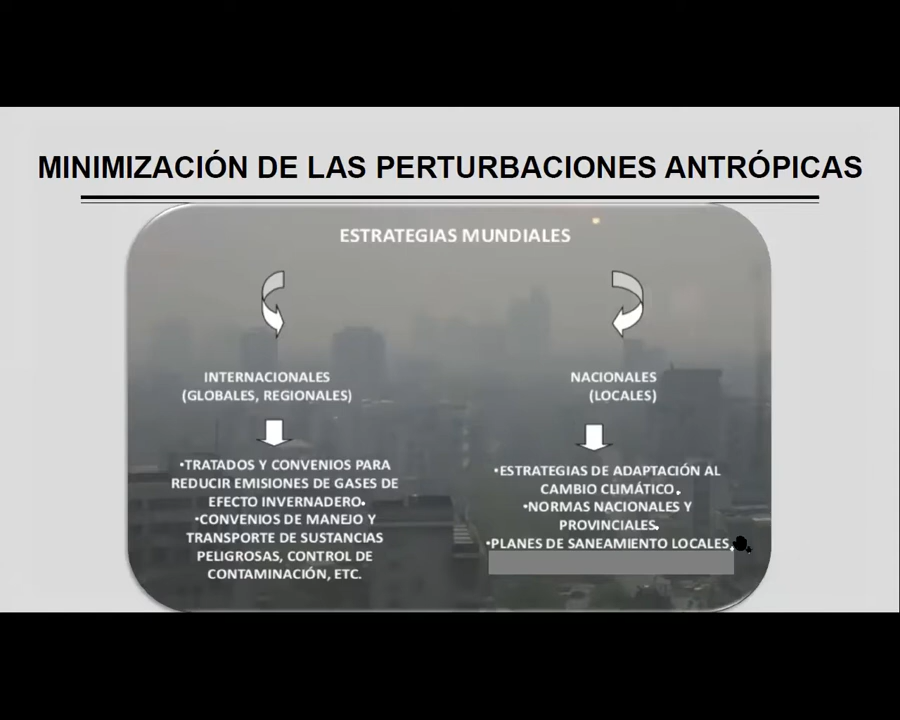 MINIMIZACIÓN DE LAS PERTURBACIONES ANTRÓPICAS
ESTRATEGIAS MUNDIALES
INTERNACIONALES
(GLOBALES, REGIONALES)
•TRATADOS Y CONVENIOS PARA
REDUCIR EMISIONES DE GASES DE
EFECTO INVERNADERO.
•CONVENIOS DE MANEJO Y
TRANSPORTE DE SUSTANCIAS
PELIGROSAS, CONTROL DE
CONTAMINACIÓN, ETC.
NACIONALES
(LOCALES)
•ESTRATEGIAS DE ADAPTACIÓN AL
CAMBIO CLIMÁTICO.
•NORMAS NACIONALES Y
PROVINCIALES.
•PLANES DE SANEAMIENTO LOCALES,